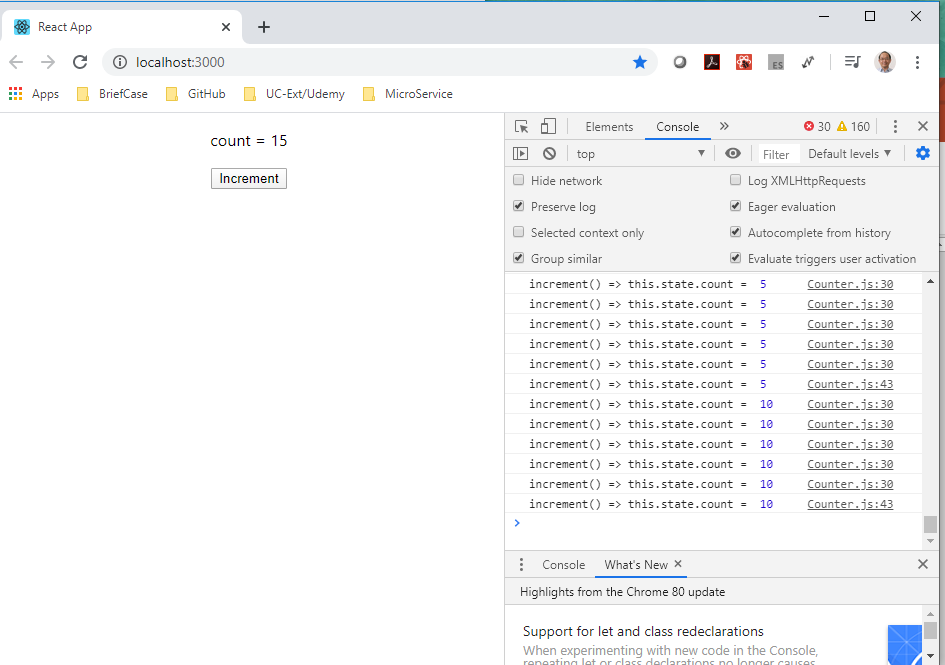 React App
localhost:3000
Apps BriefCase GitHub UC-Ext/Udemy MicroService
ES
count = 15
Increment
Elements Console » 30 160
top Filter Default levels
Hide network Log XMLHttpRequests
Preserve log Eager evaluation
Selected context only Autocomplete from history
Group similar Evaluate triggers user activation
increment() => this.state.count = 5 Counter.js:30
increment() => this.state.count = 5 Counter.js:30
increment() => this.state.count = 5 Counter.js:30
increment() => this.state.count = 5 Counter.js:30
increment() => this.state.count = 5 Counter.js:30
increment() => this.state.count = 5 Counter.js:43
increment() => this.state.count = 10 Counter.js:30
increment() => this.state.count = 10 Counter.js:30
increment() => this.state.count = 10 Counter.js:30
increment() => this.state.count = 10 Counter.js:30
increment() => this.state.count = 10 Counter.js:30
increment() => this.state.count = 10 Counter.js:43
>
Console What's New
Highlights from the Chrome 80 update
Support for let and class redeclarations
When experimenting with new code in the Console,
repeating let or class declarations no longer causes